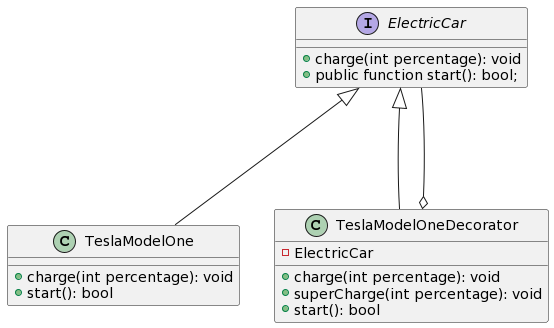 I ElectricCar
charge(int percentage): void
public function start(): bool;
C TeslaModelOne
charge(int percentage): void
start(): bool
C TeslaModelOneDecorator
ElectricCar
charge(int percentage): void
superCharge(int percentage): void
start(): bool